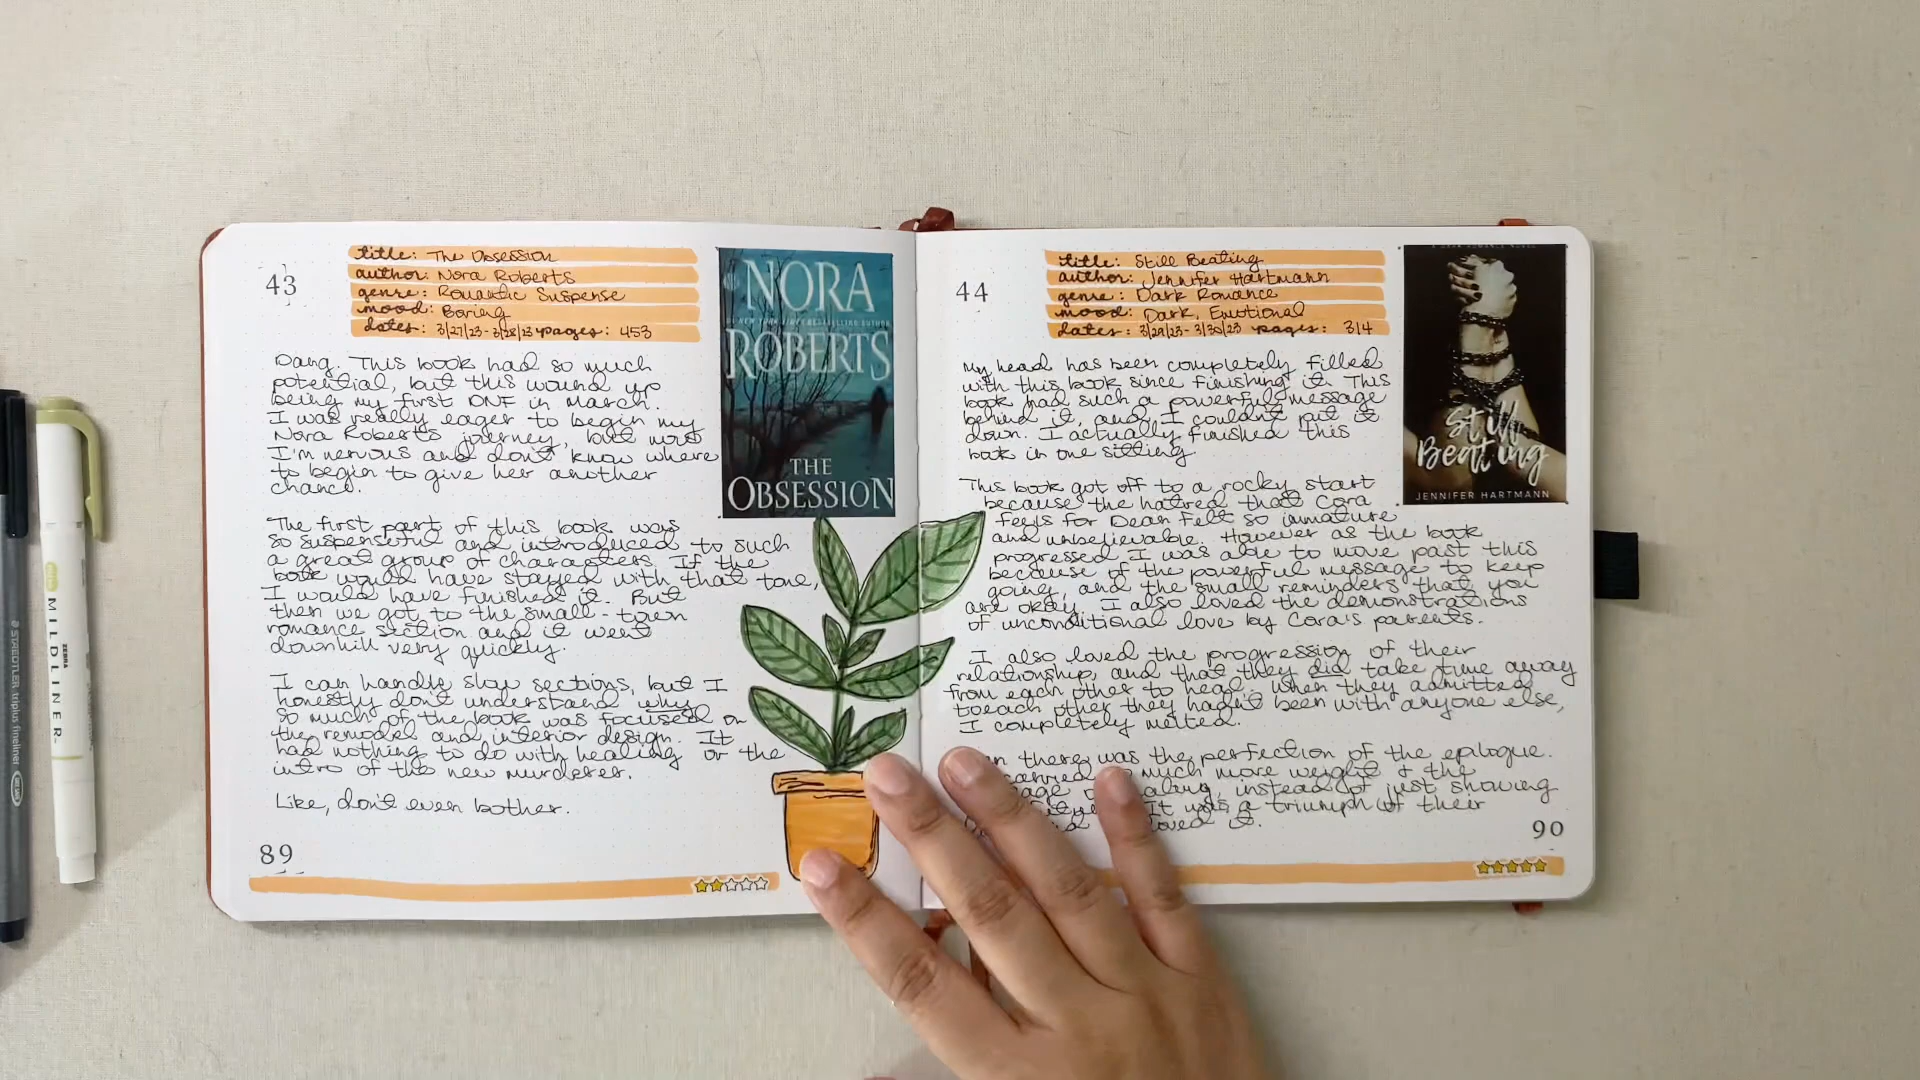 43
title: The Obsession
author: Nora Roberts
genre: Romantic Suspense
mood: Boring
dates: 3/27/23-3/28/23 pages: 453
Dang. This book had so much
potential, but this wound up
being my first DNF in March.
I was really eager to begin my
Nora Roberts journey, but now
I'm nervous and don't know where
to begin to give her another
chance.
The first part of this book was
so suspenseful and introduced to such
a great group of characters. If the
book would have stayed with that tone,
I would have finished it. But
then we got to the small-town
romance section and it went
downhill very quickly.
I can handle slow sections, but I
honestly don't understand why
so much of the book was focused on
the remodel and interior design. It
had nothing to do with healing or the
intro of the new murderer.
Like, don't even bother.
89
NORA
ROBERTS
THE
OBSESSION
44
title: Still Beating
author: Jennifer Hartmann
genre: Dark Romance
mood: Dark, Emotional
dates: 3/29/23-3/30/23 pages: 314
My head has been completely filled
with this book since finishing it. This
book had such a powerful message
behind it, and I couldn't put it
down. I actually finished this
book in one sitting.
This book got off to a rocky start
because the hatred that Cora
feels for Dean felt so immature
and unbelievable. However as the book
progressed I was able to move past this
because of the powerful message to keep
going, and the small reminders that you
are okay. I also loved the demonstrations
of unconditional love by Cora's parents.
I also loved the progression of their
relationship, and that they did take time away
from each other to heal. When they admitted
to each other they hadn't been with anyone else,
I completely melted.
there was the perfection of the epilogue.
carried so much more weight & the
instead of just showing
It was a triumph of their
loved it.
90
Still
Beating
JENNIFER HARTMANN
MILDLINER
ZEBRA
STAEDTLER triplus fineliner